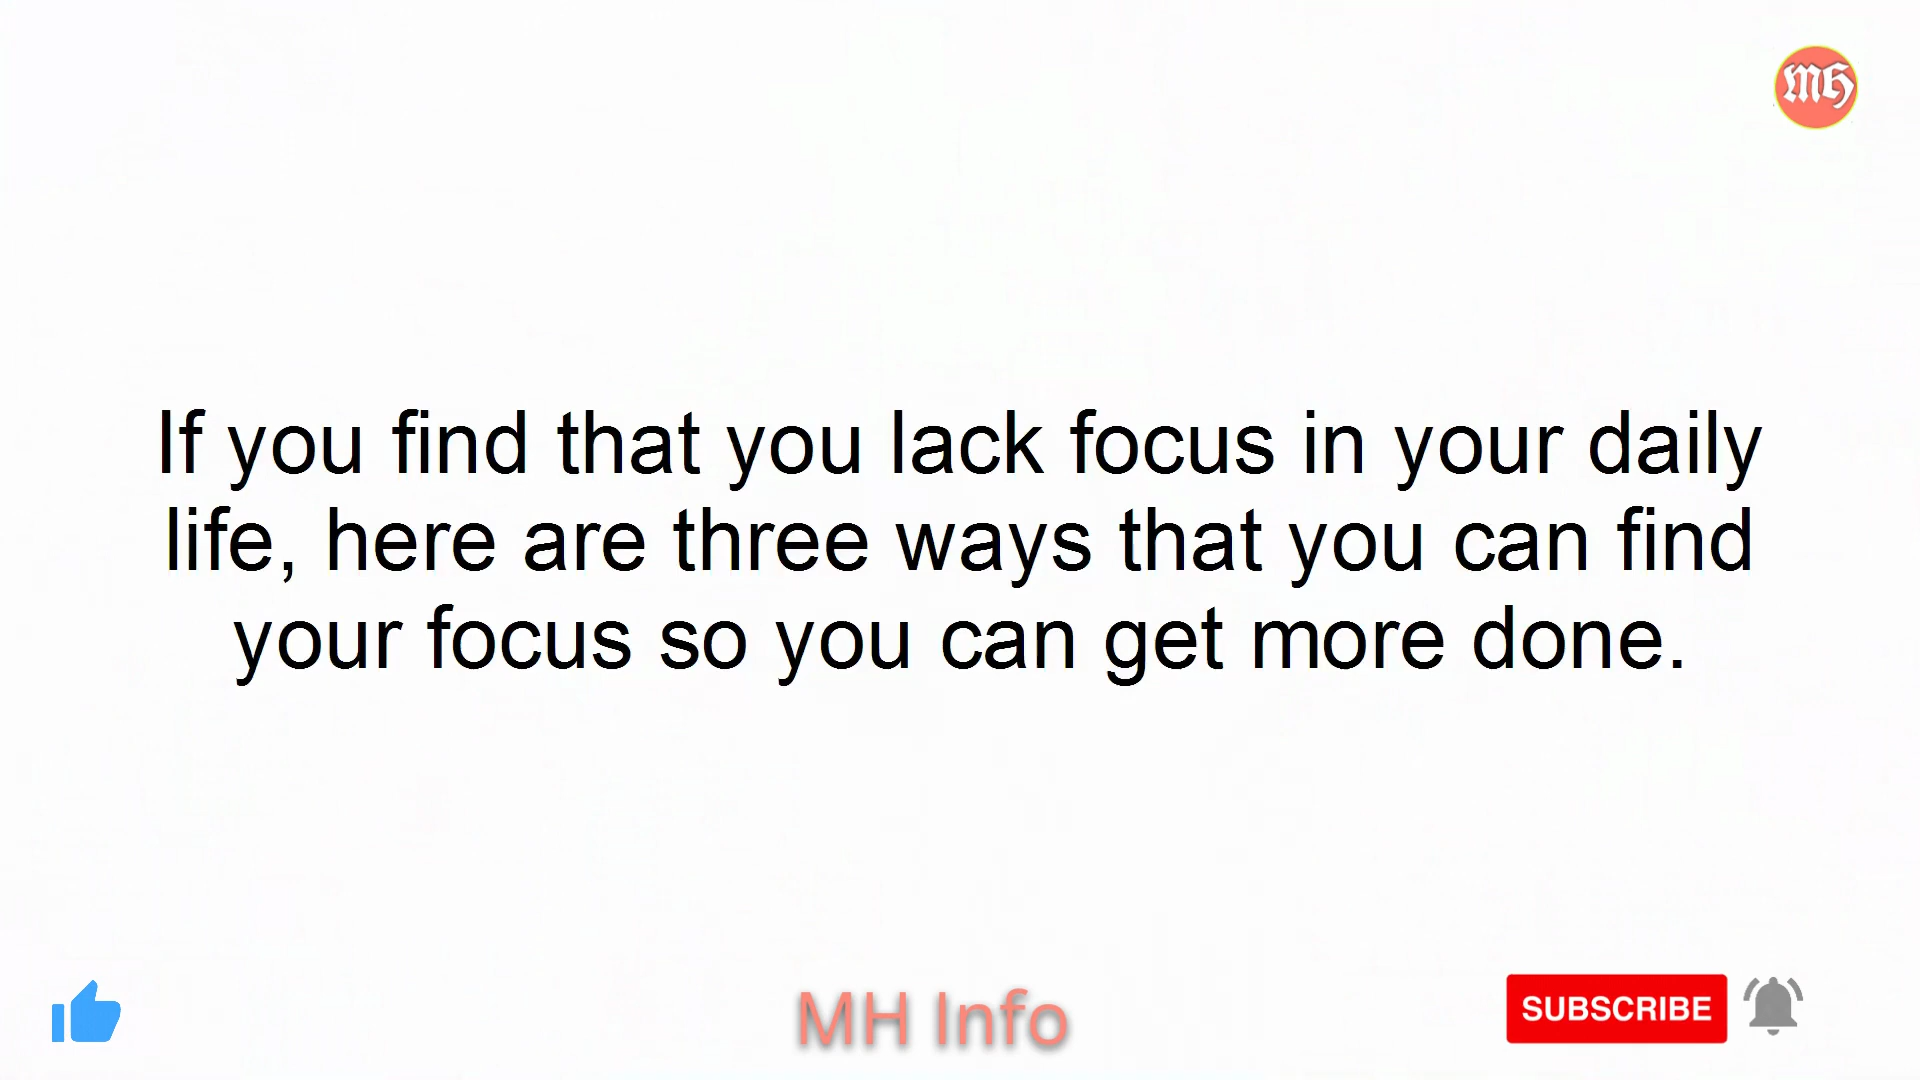 MH
If you find that you lack focus in your daily
life, here are three ways that you can find
your focus so you can get more done.
MH Info
SUBSCRIBE